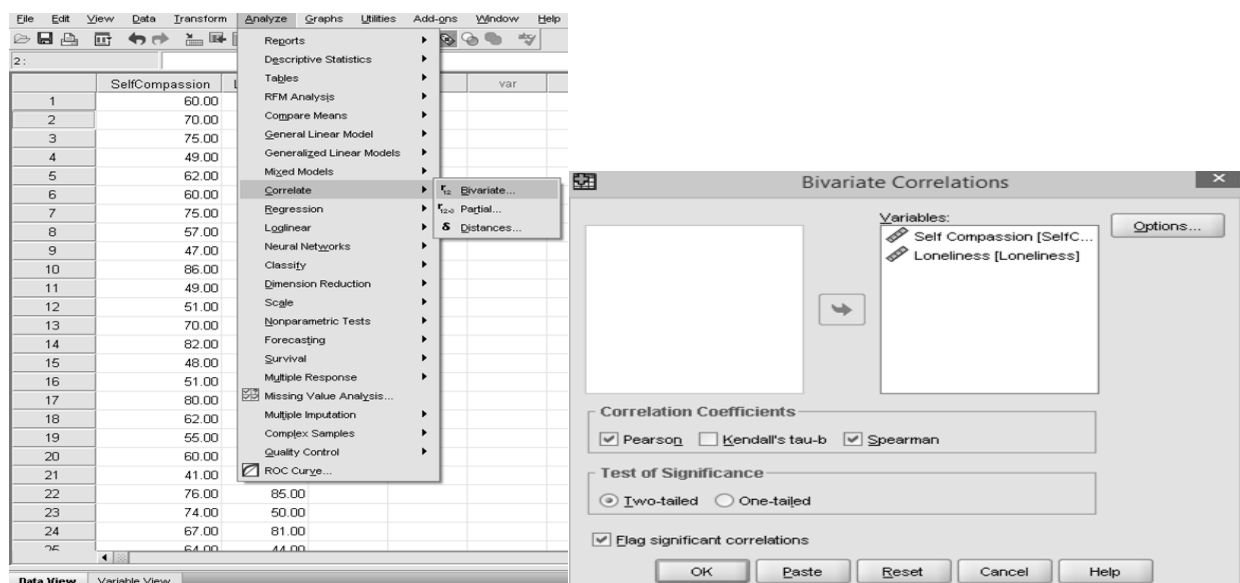 File Edit View Data Transform Analyze Graphs Utilities Add-ons Window Help
2 :
SelfCompassion var
1 60.00
2 70.00
3 75.00
4 49.00
5 62.00
6 60.00
7 75.00
8 57.00
9 47.00
10 86.00
11 49.00
12 51.00
13 70.00
14 82.00
15 48.00
16 51.00
17 80.00
18 62.00
19 55.00
20 60.00
21 41.00
22 76.00 85.00
23 74.00 50.00
24 67.00 81.00
64.00 44.00
Data View Variable View
Reports
Descriptive Statistics
Tables
RFM Analysis
Compare Means
General Linear Model
Generalized Linear Models
Mixed Models
Correlate
Regression
Loglinear
Neural Networks
Classify
Dimension Reduction
Scale
Nonparametric Tests
Forecasting
Survival
Multiple Response
Missing Value Analysis...
Multiple Imputation
Complex Samples
Quality Control
ROC Curve...
r12 Bivariate...
Partial...
δ Distances...
Bivariate Correlations
Variables:
Self Compassion [SelfC...
Loneliness [Loneliness]
Options...
Correlation Coefficients
Pearson Kendall's tau-b Spearman
Test of Significance
Two-tailed One-tailed
Flag significant correlations
OK Paste Reset Cancel Help